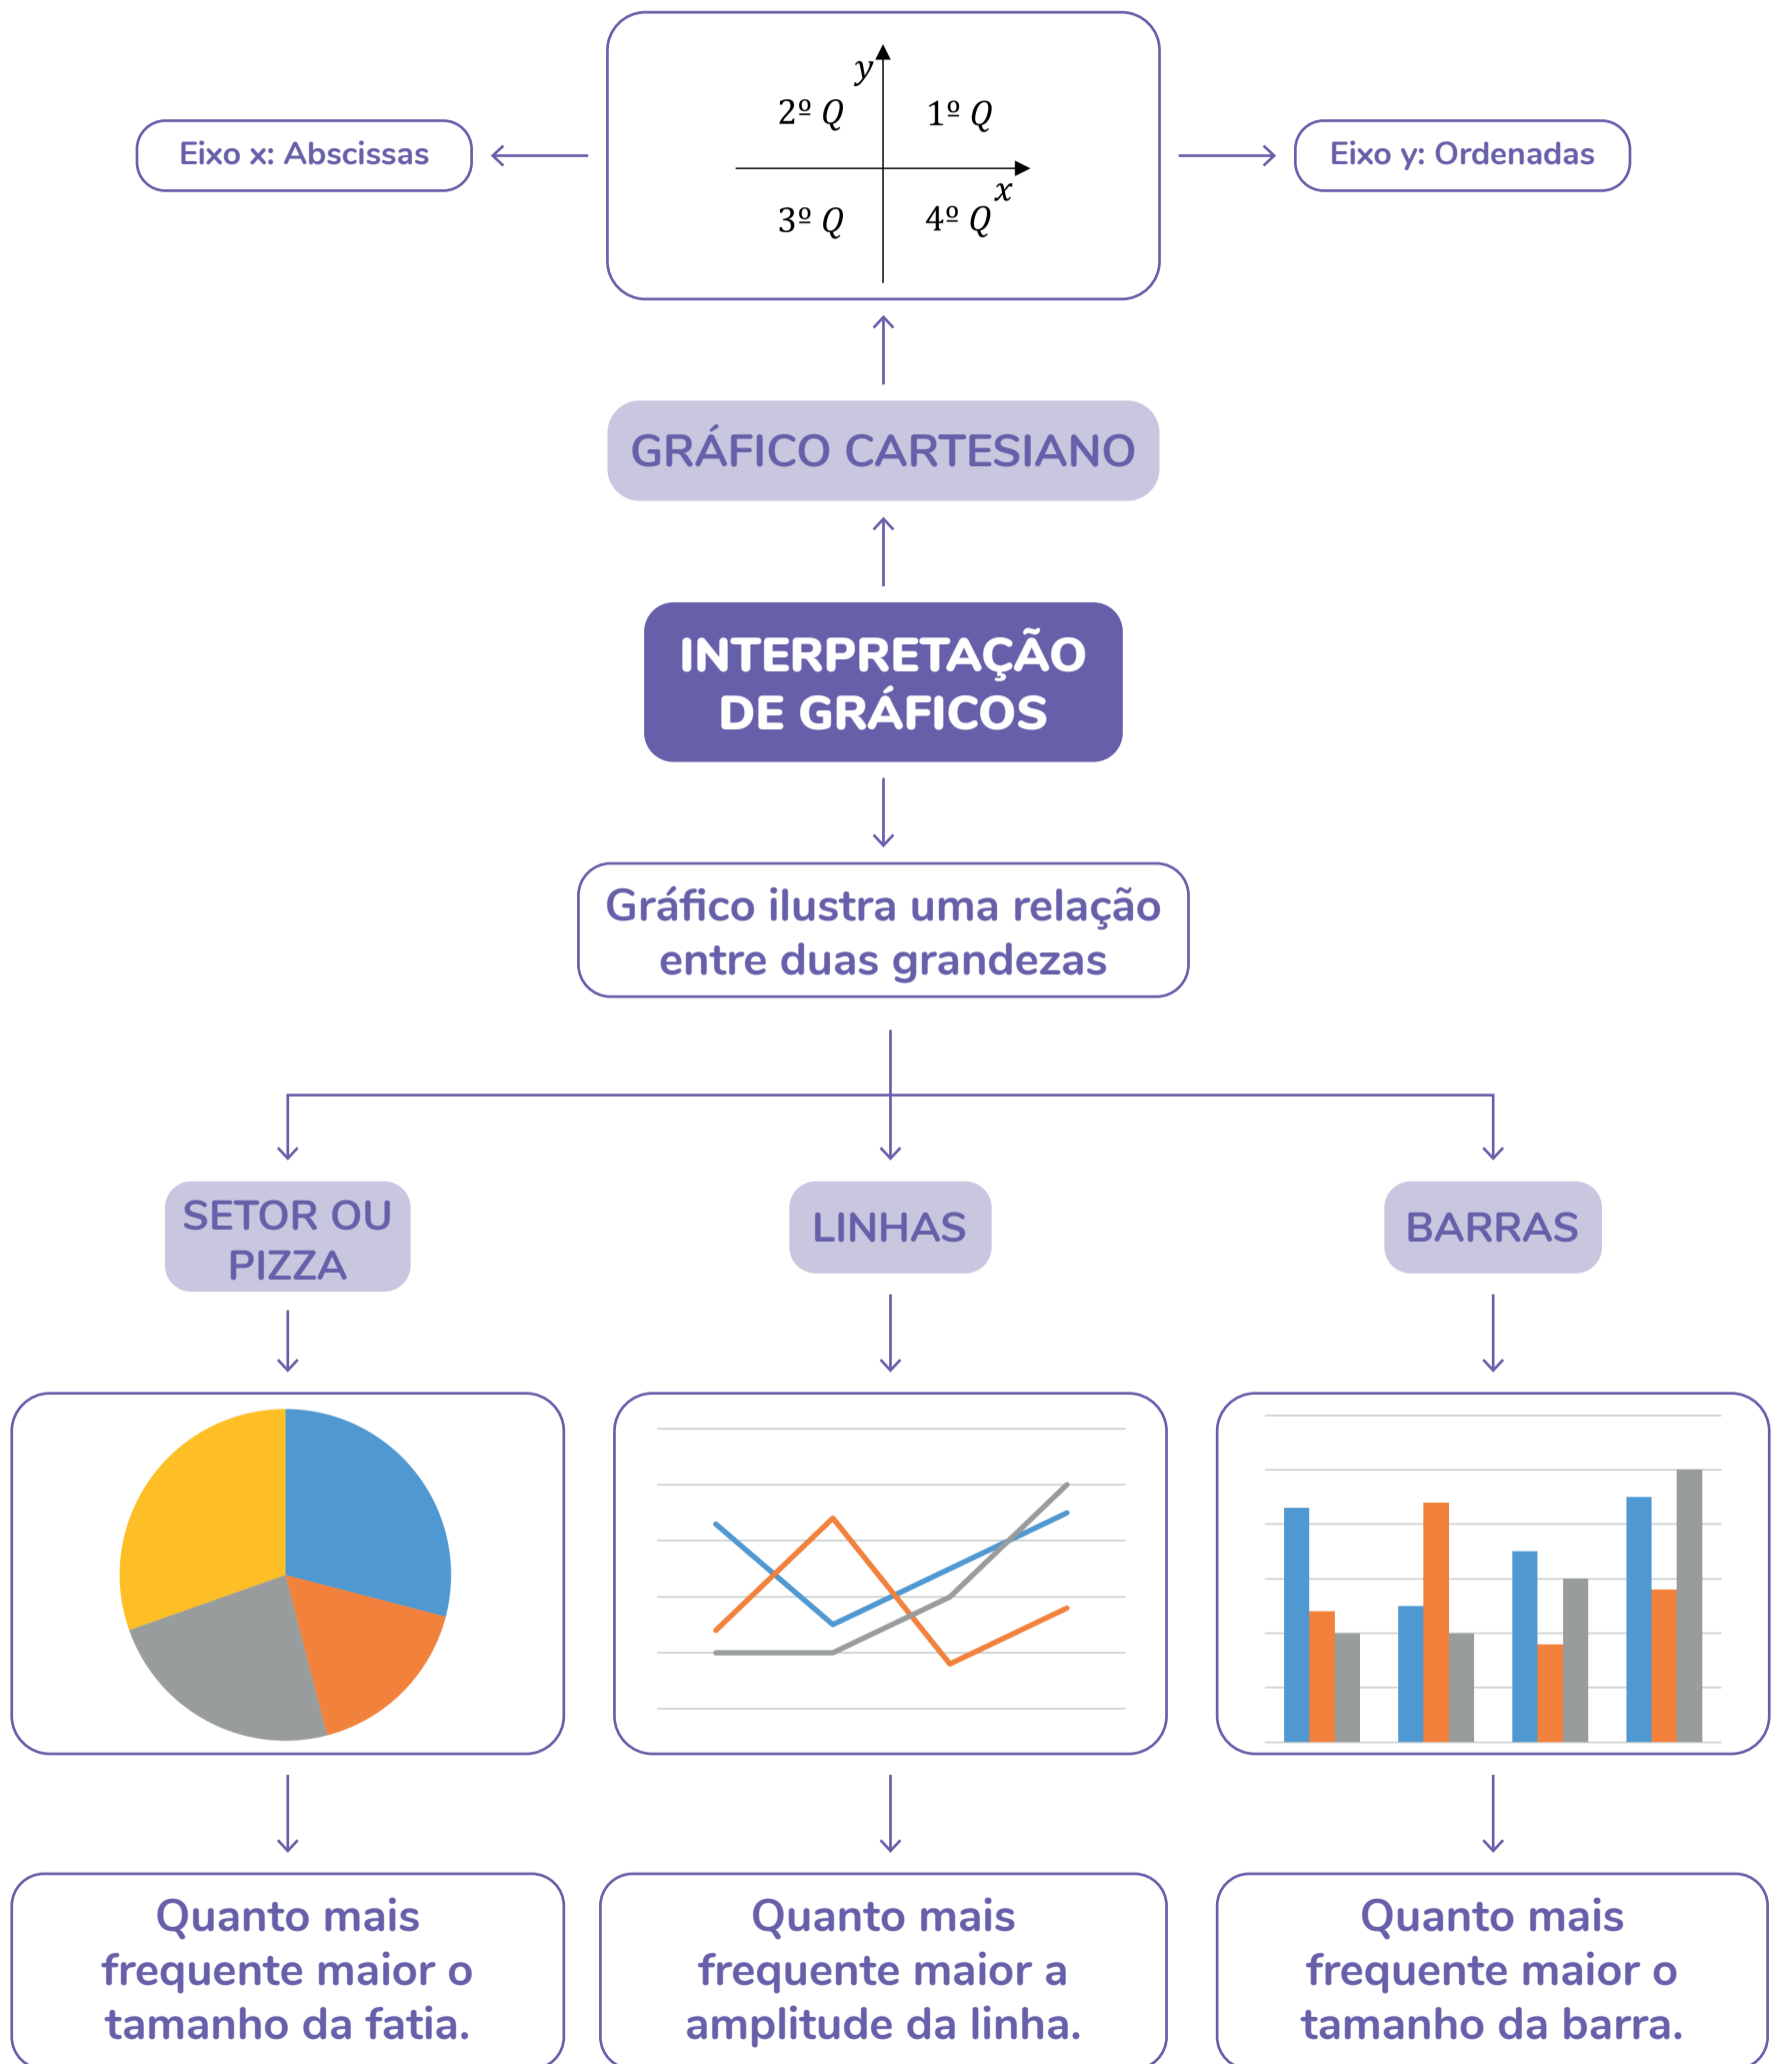 y
2º Q
1º Q
x
3º Q
4º Q
Eixo x: Abscissas
Eixo y: Ordenadas
GRÁFICO CARTESIANO
INTERPRETAÇÃO
DE GRÁFICOS
Gráfico ilustra uma relação
entre duas grandezas
SETOR OU
PIZZA
LINHAS
BARRAS
Quanto mais
frequente maior o
tamanho da fatia.
Quanto mais
frequente maior a
amplitude da linha.
Quanto mais
frequente maior o
tamanho da barra.